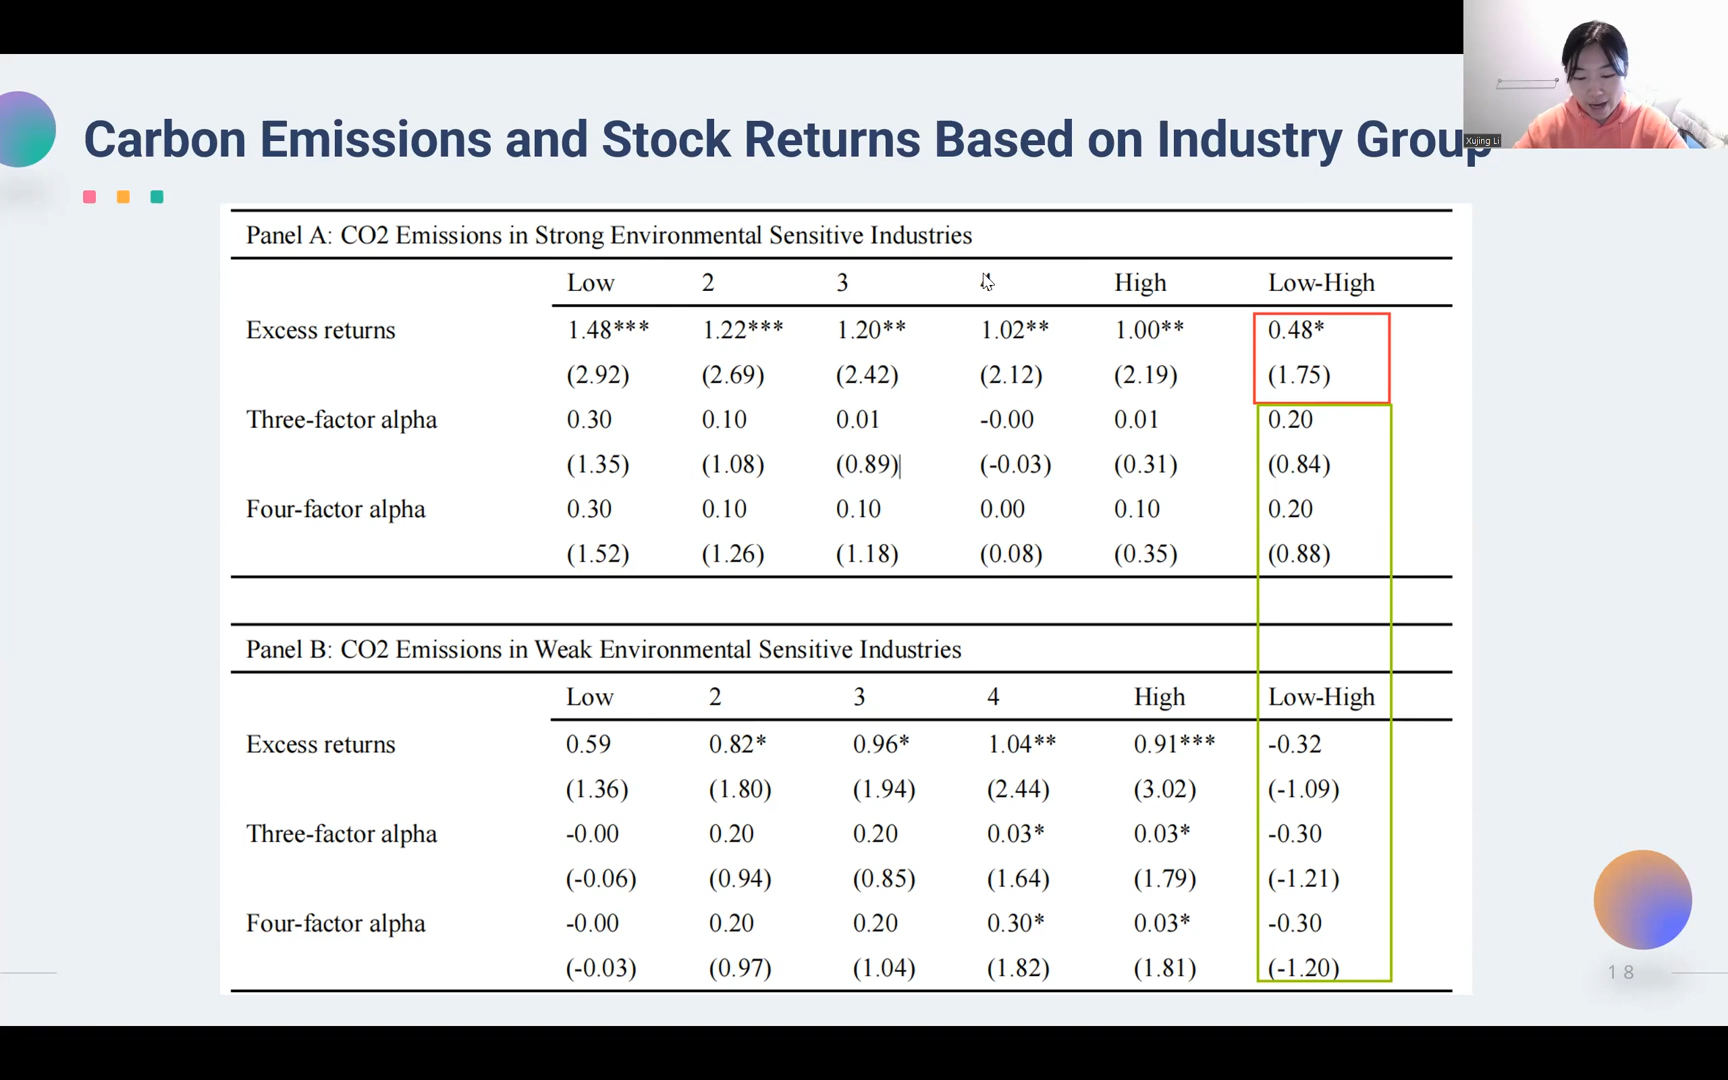 Xujing Li
Carbon Emissions and Stock Returns Based on Industry Group
Panel A: CO2 Emissions in Strong Environmental Sensitive Industries
Low 2 3 High Low-High
Excess returns 1.48*** 1.22*** 1.20** 1.02** 1.00** 0.48*
(2.92) (2.69) (2.42) (2.12) (2.19) (1.75)
Three-factor alpha 0.30 0.10 0.01 -0.00 0.01 0.20
(1.35) (1.08) (0.89) (-0.03) (0.31) (0.84)
Four-factor alpha 0.30 0.10 0.10 0.00 0.10 0.20
(1.52) (1.26) (1.18) (0.08) (0.35) (0.88)
Panel B: CO2 Emissions in Weak Environmental Sensitive Industries
Low 2 3 4 High Low-High
Excess returns 0.59 0.82* 0.96* 1.04** 0.91*** -0.32
(1.36) (1.80) (1.94) (2.44) (3.02) (-1.09)
Three-factor alpha -0.00 0.20 0.20 0.03* 0.03* -0.30
(-0.06) (0.94) (0.85) (1.64) (1.79) (-1.21)
Four-factor alpha -0.00 0.20 0.20 0.30* 0.03* -0.30
(-0.03) (0.97) (1.04) (1.82) (1.81) (-1.20)
18